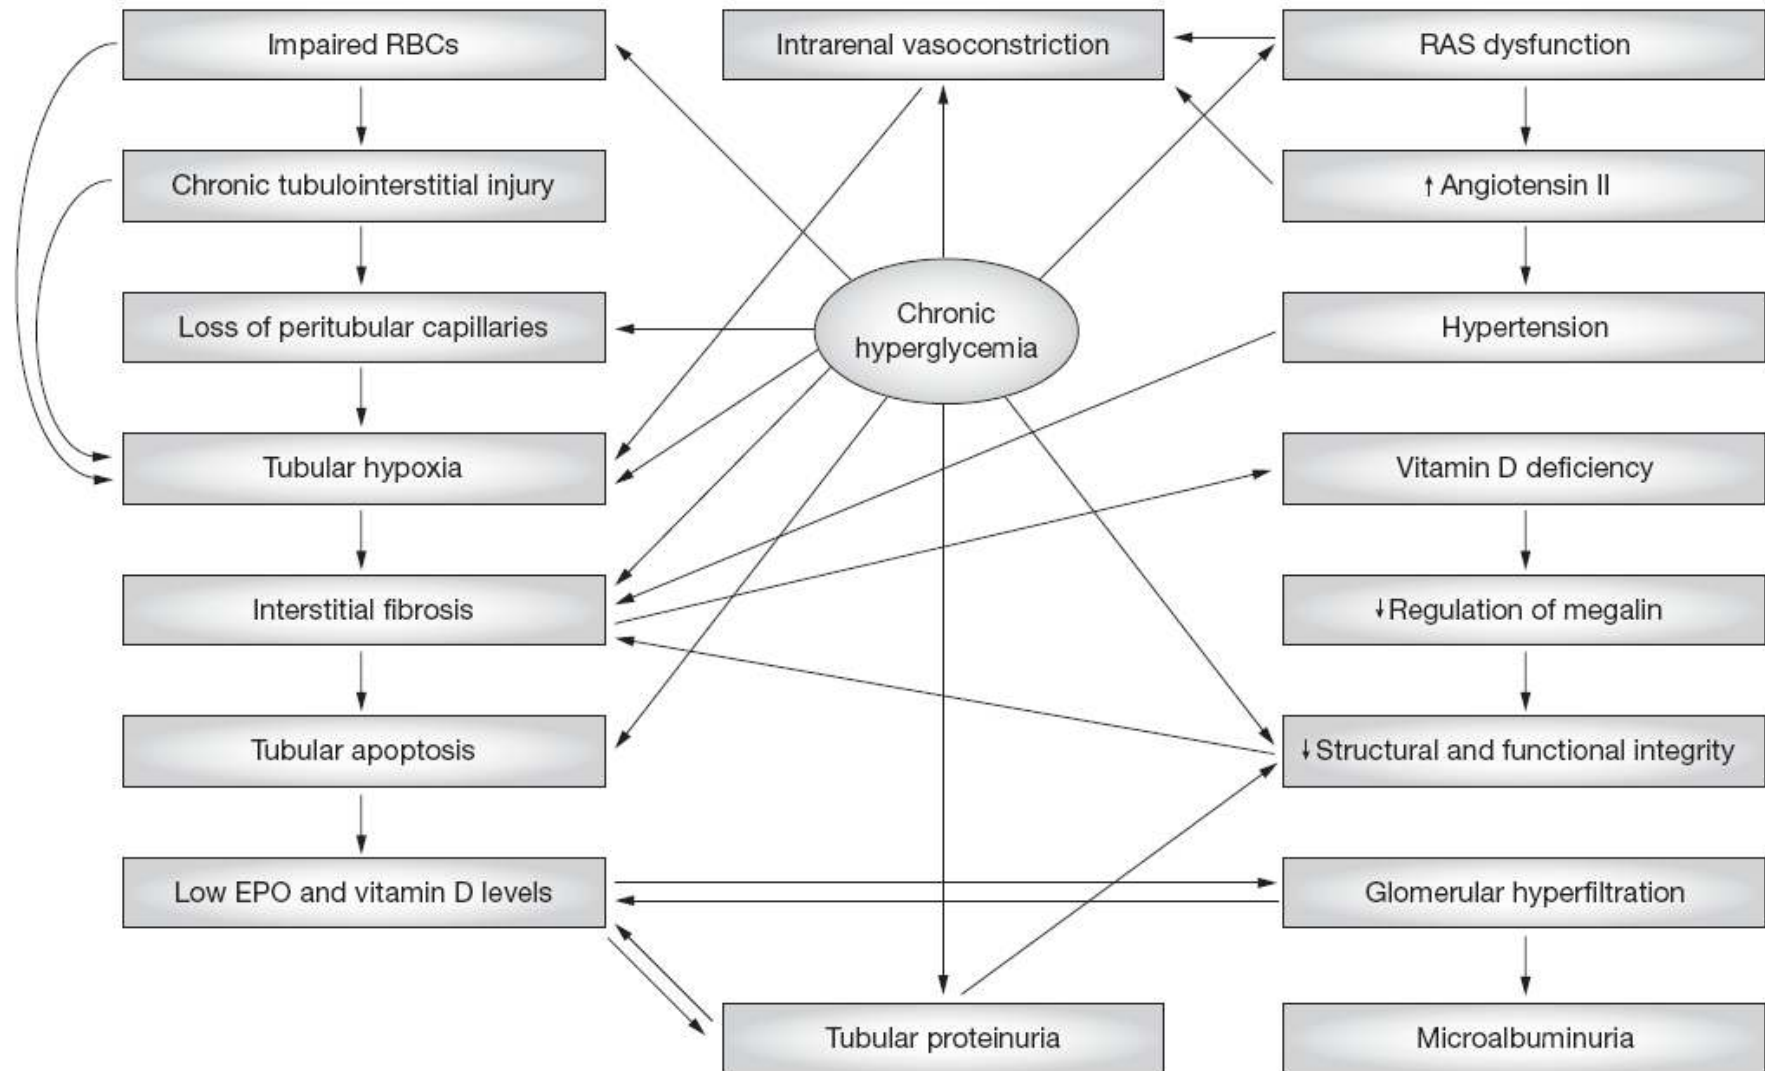 Impaired RBCs
Intrarenal vasoconstriction
RAS dysfunction
Chronic tubulointerstitial injury
↑ Angiotensin II
Loss of peritubular capillaries
Chronic
hyperglycemia
Hypertension
Tubular hypoxia
Vitamin D deficiency
Interstitial fibrosis
↓Regulation of megalin
Tubular apoptosis
↓Structural and functional integrity
Low EPO and vitamin D levels
Glomerular hyperfiltration
Tubular proteinuria
Microalbuminuria